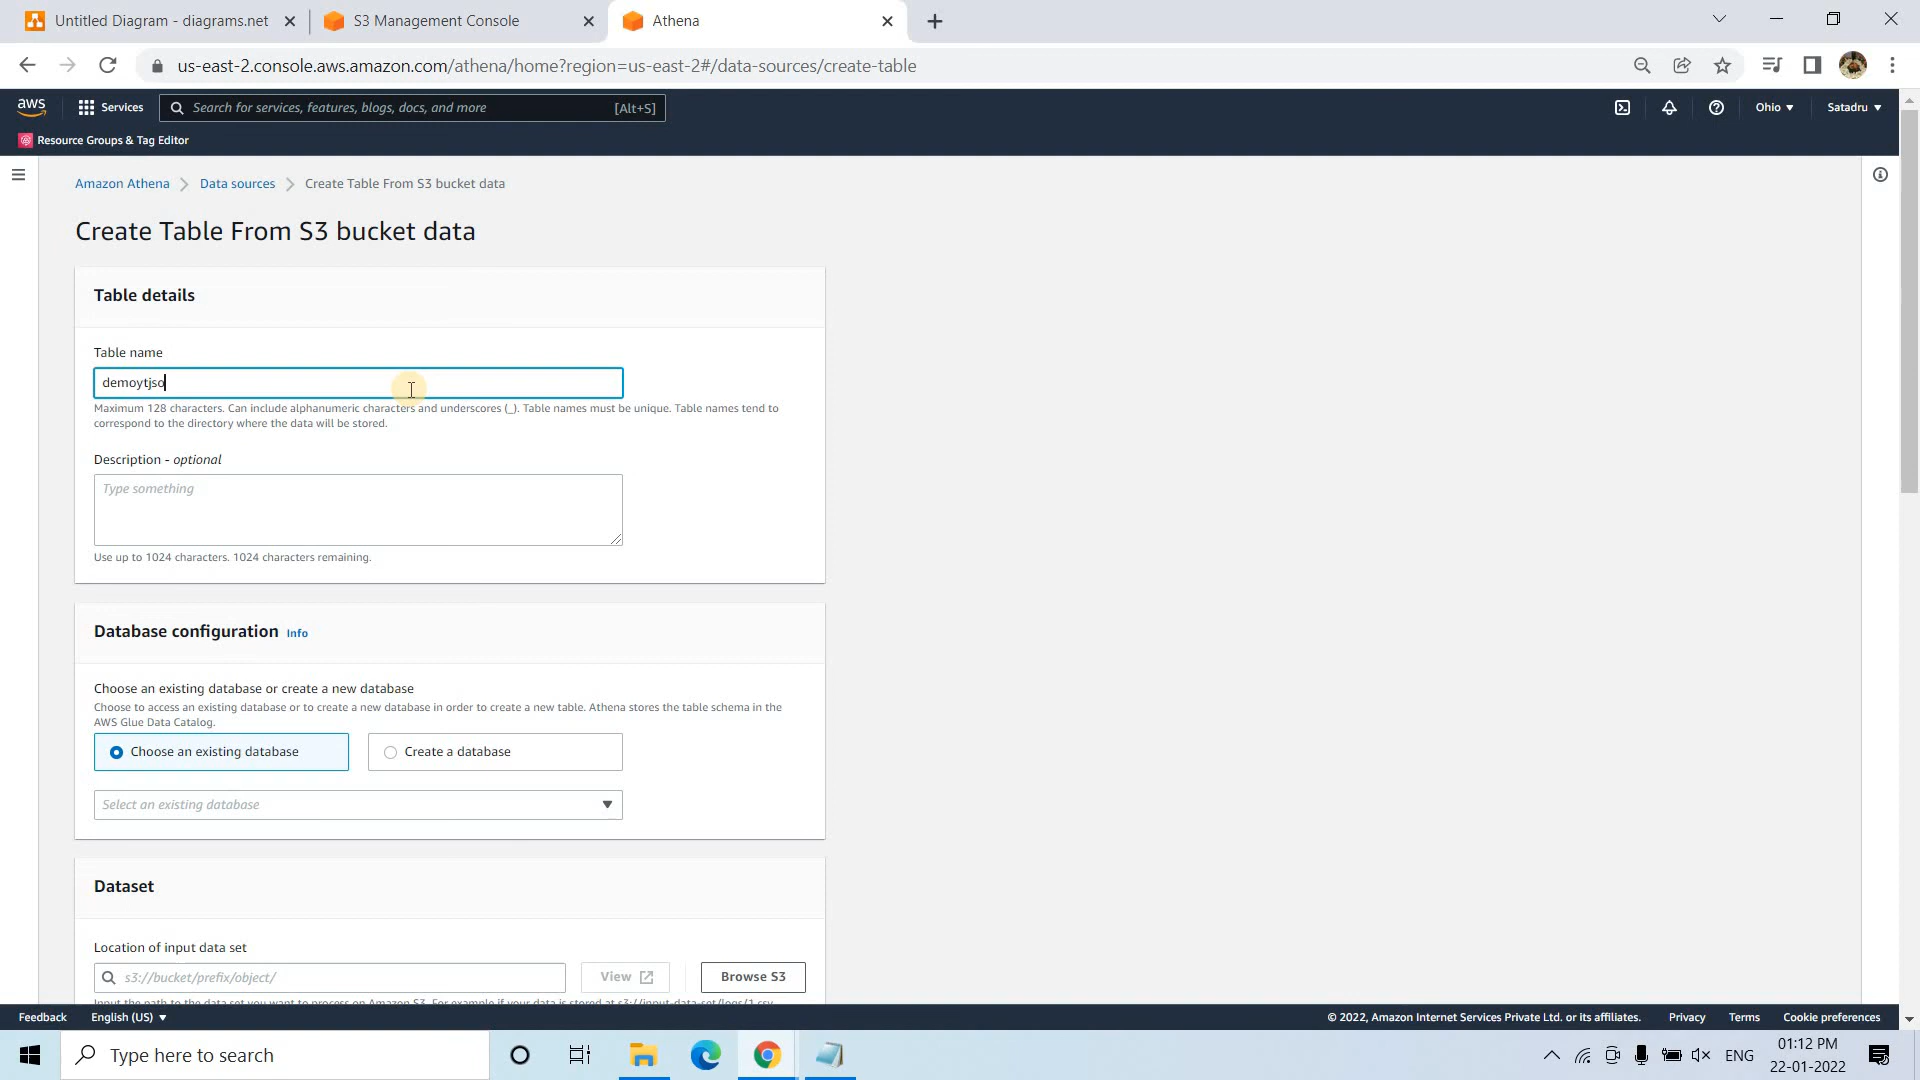 Untitled Diagram - diagrams.net
S3 Management Console
Athena
us-east-2.console.aws.amazon.com/athena/home?region=us-east-2#/data-sources/create-table
aws
Services
Search for services, features, blogs, docs, and more
[Alt+S]
Ohio
Satadru
Resource Groups & Tag Editor
Amazon Athena
Data sources
Create Table From S3 bucket data
Create Table From S3 bucket data
Table details
Table name
demoytjso
Maximum 128 characters. Can include alphanumeric characters and underscores (_). Table names must be unique. Table names tend to
correspond to the directory where the data will be stored.
Description - optional
Type something
Use up to 1024 characters. 1024 characters remaining.
Database configuration Info
Choose an existing database or create a new database
Choose to access an existing database or to create a new database in order to create a new table. Athena stores the table schema in the
AWS Glue Data Catalog.
Choose an existing database
Create a database
Select an existing database
Dataset
Location of input data set
s3://bucket/prefix/object/
View
Browse S3
Input the path to the data set you want to process on Amazon S3. For example if your data is stored at s3://input-data-set/logs/1.csv,
Feedback
English (US)
© 2022, Amazon Internet Services Private Ltd. or its affiliates.
Privacy
Terms
Cookie preferences
Type here to search
ENG
01:12 PM
22-01-2022